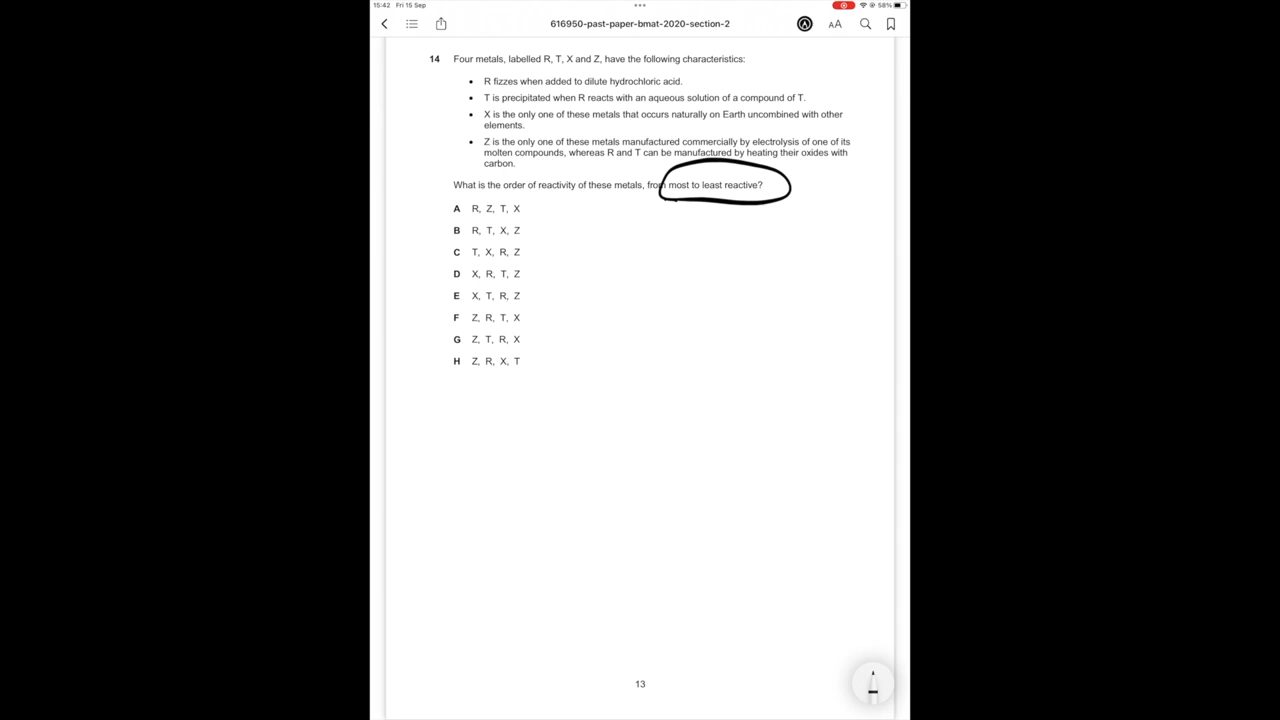 15:42 Fri 15 Sep
58%
616950-past-paper-bmat-2020-section-2
AA
14 Four metals, labelled R, T, X and Z, have the following characteristics:
• R fizzes when added to dilute hydrochloric acid.
• T is precipitated when R reacts with an aqueous solution of a compound of T.
• X is the only one of these metals that occurs naturally on Earth uncombined with other
elements.
• Z is the only one of these metals manufactured commercially by electrolysis of one of its
molten compounds, whereas R and T can be manufactured by heating their oxides with
carbon.
What is the order of reactivity of these metals, from most to least reactive?
A R, Z, T, X
B R, T, X, Z
C T, X, R, Z
D X, R, T, Z
E X, T, R, Z
F Z, R, T, X
G Z, T, R, X
H Z, R, X, T
13